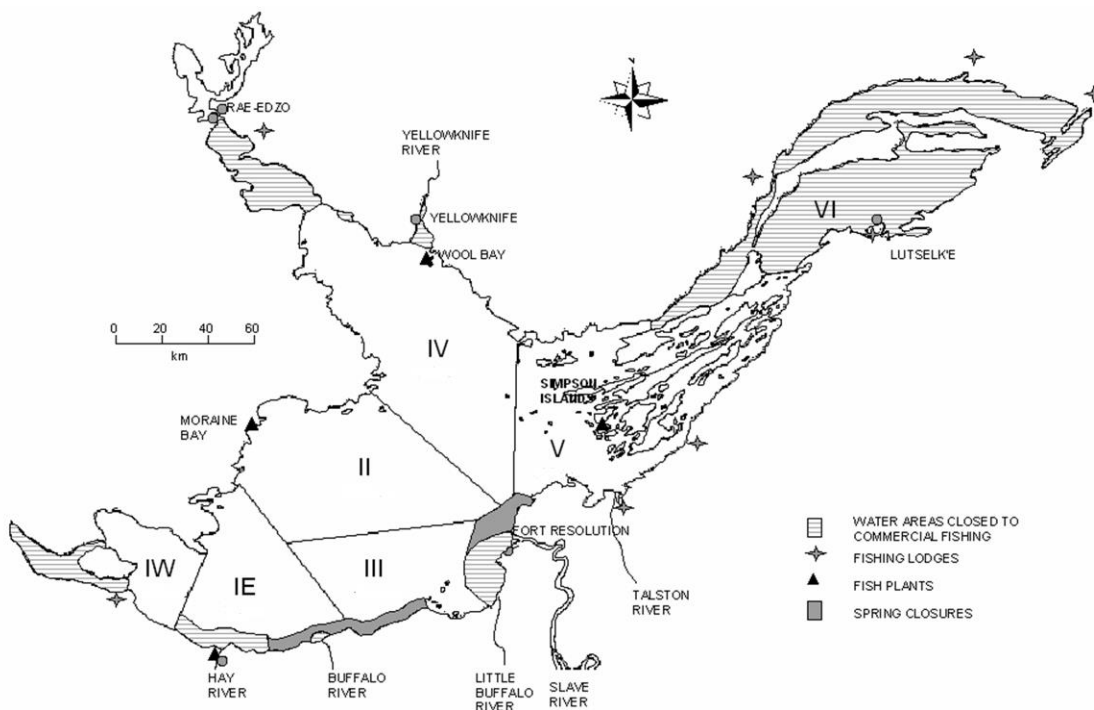 N
RAE-EDZO
YELLOWKNIFE
RIVER
YELLOWKNIFE
WOOL BAY
VI
LUTSELK'E
0 20 40 60
km
IV
SIMPSON
ISLANDS
MORAINE
BAY
V
II
FORT RESOLUTION
IW
IE
III
TALSTON
RIVER
HAY
RIVER
BUFFALO
RIVER
LITTLE
BUFFALO
RIVER
SLAVE
RIVER
WATER AREAS CLOSED TO
COMMERCIAL FISHING
FISHING LODGES
FISH PLANTS
SPRING CLOSURES